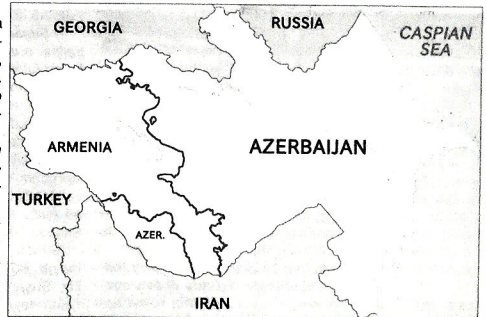 GEORGIA
RUSSIA
CASPIAN
SEA
ARMENIA
AZERBAIJAN
TURKEY
AZER.
IRAN